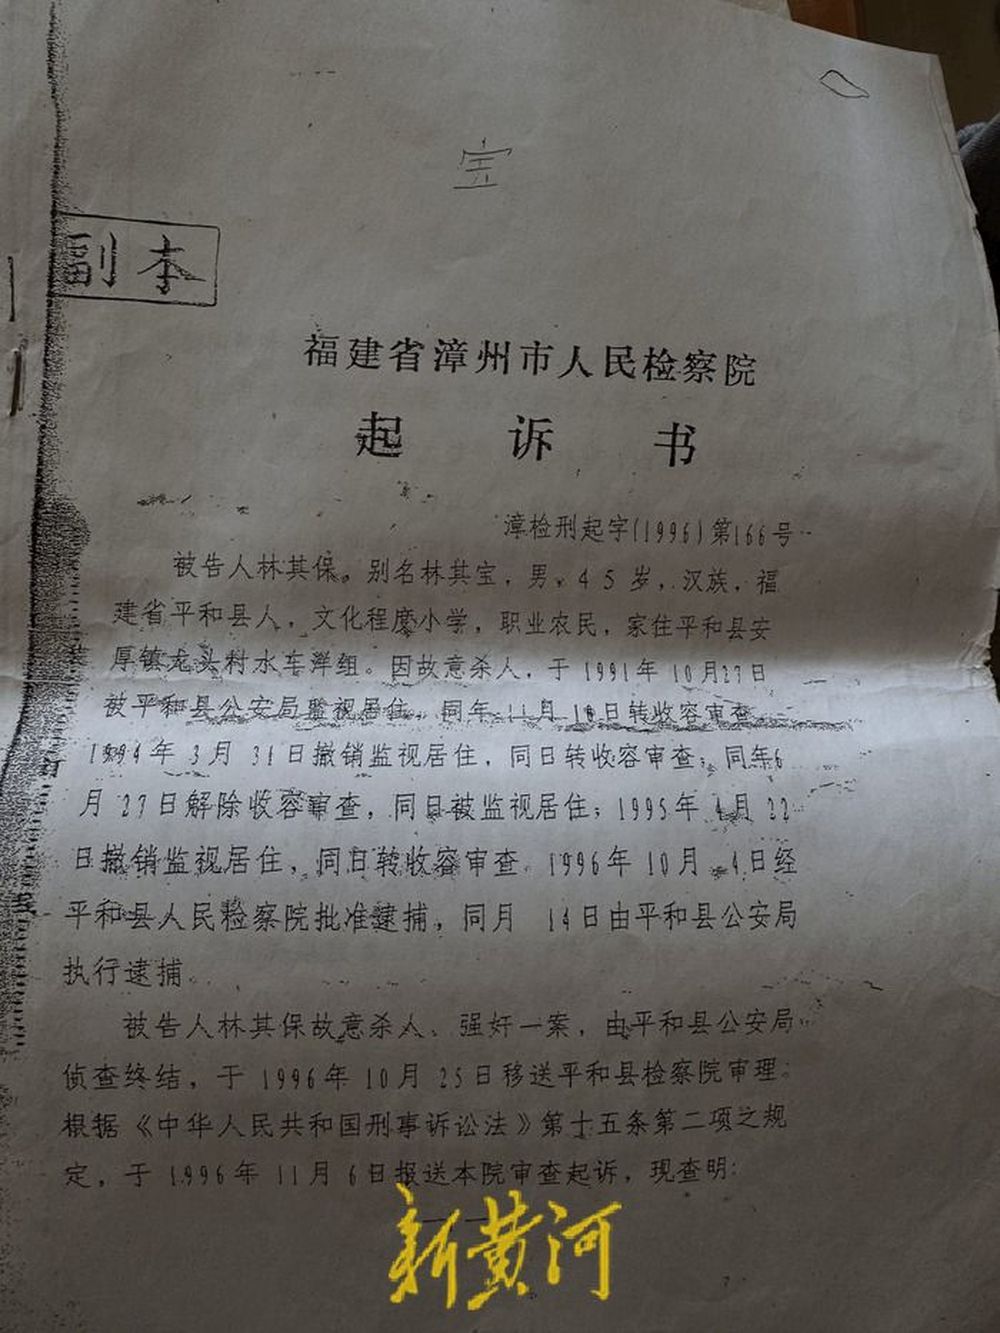 副本
福建省漳州市人民检察院
起诉书
漳检刑起字(1996)第166号
被告人林其保。别名林其宝，男，45岁，汉族，福
建省平和县人，文化程度小学，职业农民，家住平和县安
厚镇龙头村水车洋组。因故意杀人，于1991年10月27日
被平和县公安局监视居住，同年11月 日转收容审查
1994年3月31日撤销监视居住，同日转收容审查；同年6
月27日解除收容审查，同日被监视居住；1995年4月22
日撤销监视居住，同日转收容审查。1996年10月4日经
平和县人民检察院批准逮捕，同月14日由平和县公安局
执行逮捕。
被告人林其保故意杀人、强奸一案，由平和县公安局
侦查终结，于1996年10月25日移送平和县检察院审理。
根据《中华人民共和国刑事诉讼法》第十五条第二项之规
定，于1996年11月6日报送本院审查起诉，现查明：
新黄河